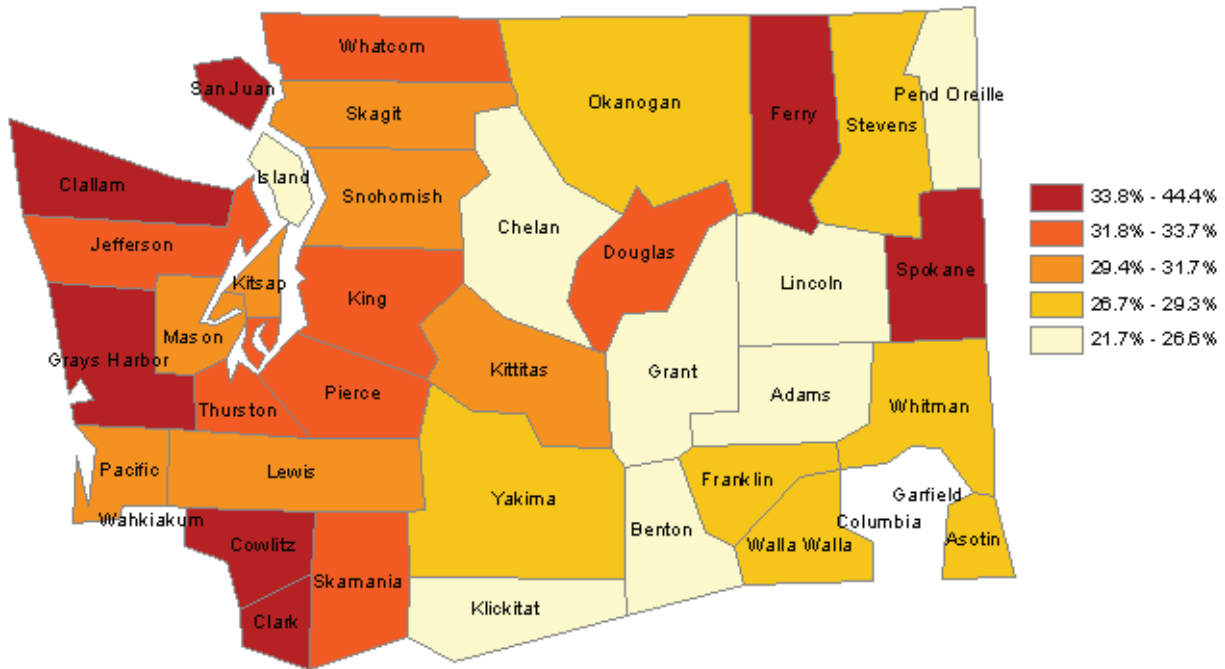 Whatcom
San Juan
Skagit
Okanogan
Ferry
Stevens
Pend Oreille
Clallam
Island
Snohomish
Chelan
Jefferson
Kitsap
King
Douglas
Lincoln
Spokane
Mason
Grays Harbor
Kittitas
Grant
Adams
Whitman
Thurston
Pierce
Pacific
Lewis
Yakima
Franklin
Garfield
Wahkiakum
Columbia
Benton
Walla Walla
Asotin
Cowlitz
Skamania
Klickitat
Clark
33.8% - 44.4%
31.8% - 33.7%
29.4% - 31.7%
26.7% - 29.3%
21.7% - 26.6%